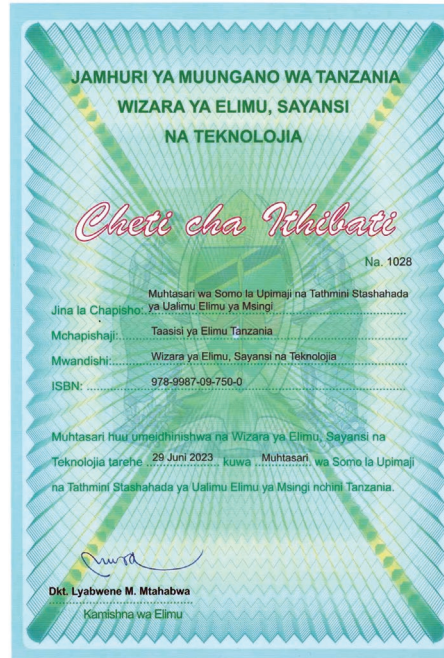 JAMHURI YA MUUNGANO WA TANZANIA
WIZARA YA ELIMU, SAYANSI
NA TEKNOLOJIA
Cheti cha Ithibati
Na. 1028
Jina la Chapisho: Muhtasari wa Somo la Upimaji na Tathmini Stashahada
ya Ualimu Elimu ya Msingi
Mchapishaji: Taasisi ya Elimu Tanzania
Mwandishi: Wizara ya Elimu, Sayansi na Teknolojia
ISBN: 978-9987-09-750-0
Muhtasari huu umeidhinishwa na Wizara ya Elimu, Sayansi na
Teknolojia tarehe 29 Juni 2023 kuwa Muhtasari wa Somo la Upimaji
na Tathmini Stashahada ya Ualimu Elimu ya Msingi nchini Tanzania.
Dkt. Lyabwene M. Mtahabwa
Kamishna wa Elimu